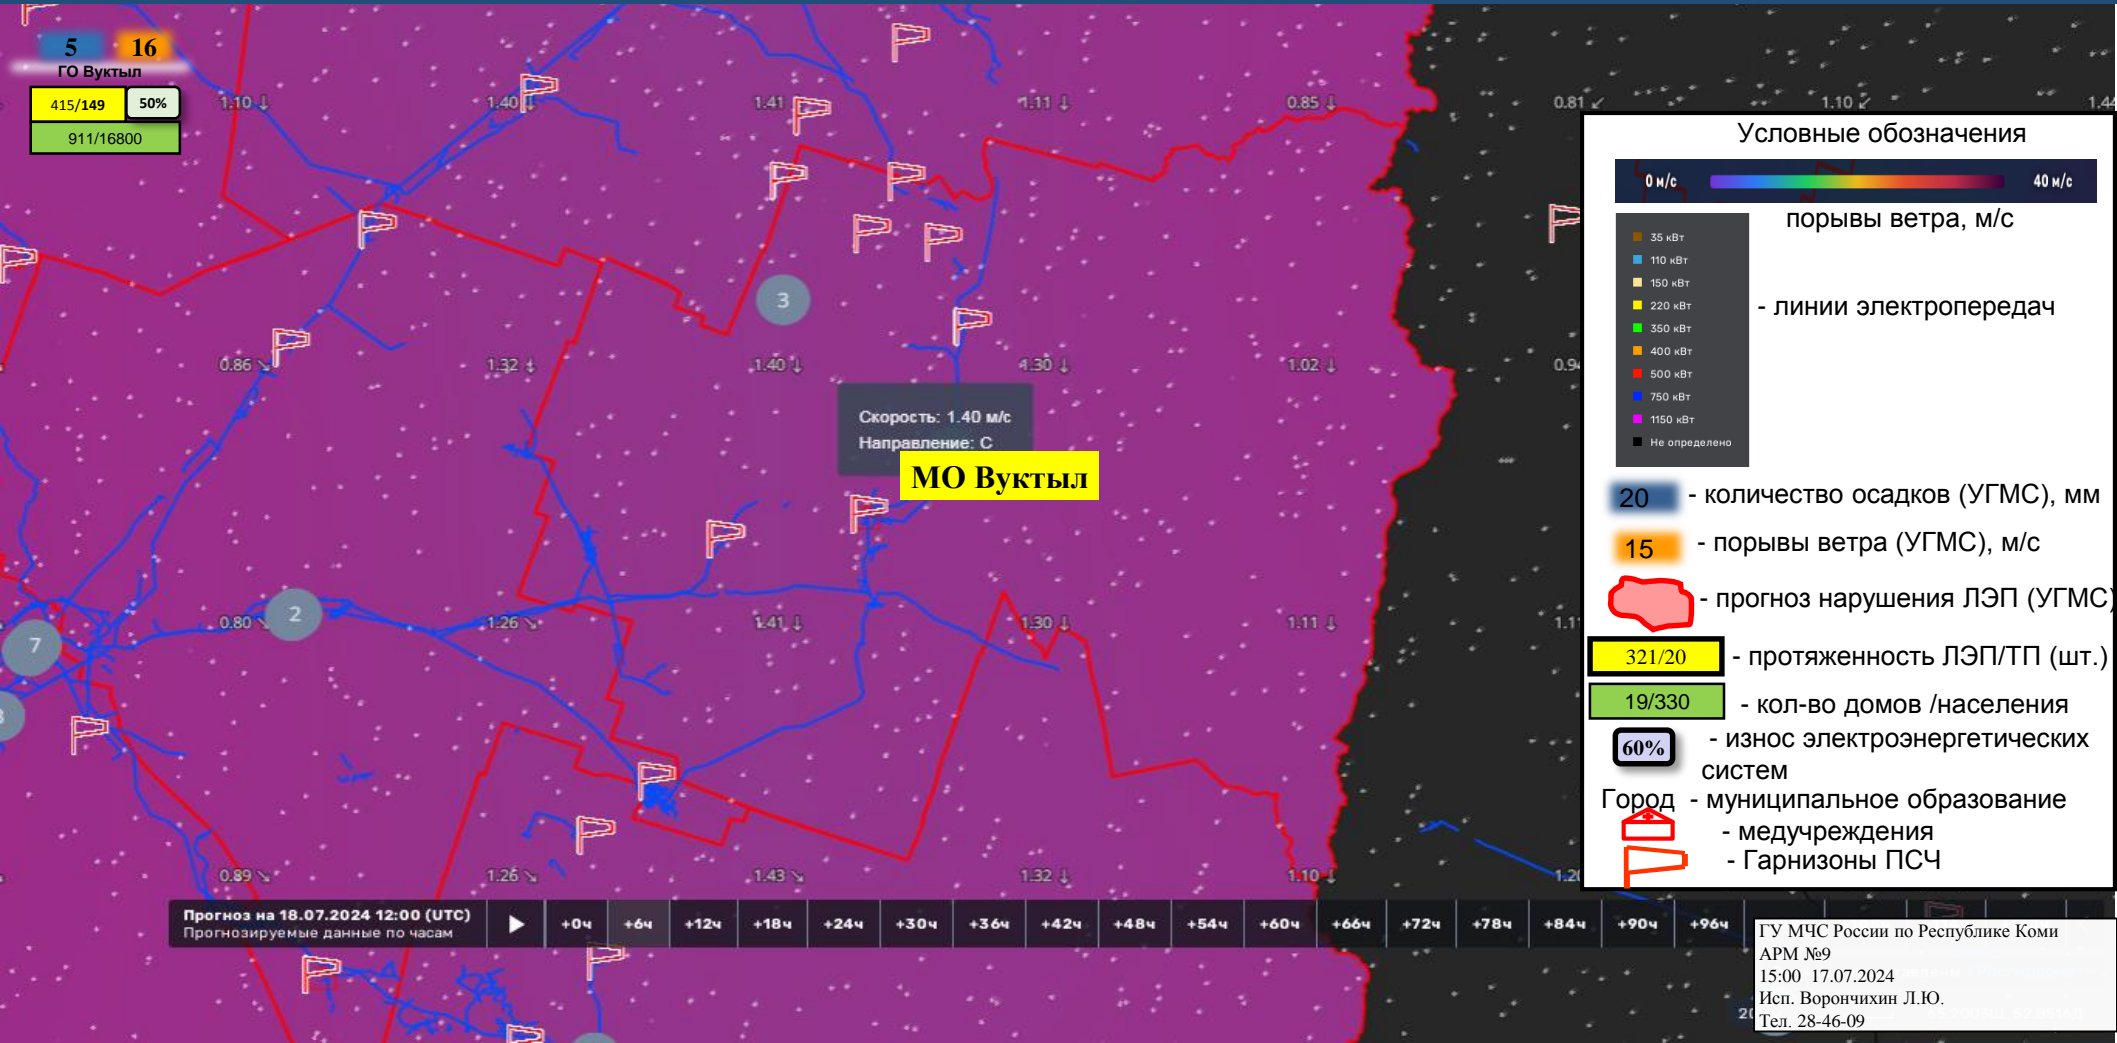 5 16
ГО Вуктыл
415/149 50%
911/16800
1.10 ↓ 1.40 ↓ 1.41 1.11 ↓ 0.85 ↓ 0.81 ↙ 1.10 ↙ 1.44
3
0.86 ↘ 1.32 ↓ 1.40 ↓ 1.30 ↓ 1.02 ↓
Скорость: 1.40 м/с
Направление: С
МО Вуктыл
2
7
0.80 ↘ 1.26 ↘ 1.41 ↓ 1.30 ↓ 1.11 ↓
0.89 ↘ 1.26 ↘ 1.43 ↘ 1.32 ↓ 1.10 ↓
Условные обозначения
0 м/с 40 м/с
порывы ветра, м/с
35 кВт
110 кВт
150 кВт
220 кВт
350 кВт
400 кВт
500 кВт
750 кВт
1150 кВт
Не определено
- линии электропередач
20 - количество осадков (УГМС), мм
15 - порывы ветра (УГМС), м/с
- прогноз нарушения ЛЭП (УГМС)
321/20 - протяженность ЛЭП/ТП (шт.)
19/330 - кол-во домов /населения
60% - износ электроэнергетических
систем
Город - муниципальное образование
- медучреждения
- Гарнизоны ПСЧ
Прогноз на 18.07.2024 12:00 (UTC)
Прогнозируемые данные по часам
+0ч +6ч +12ч +18ч +24ч +30ч +36ч +42ч +48ч +54ч +60ч +66ч +72ч +78ч +84ч +90ч +96ч
ГУ МЧС России по Республике Коми
АРМ №9
15:00 17.07.2024
Исп. Ворончихин Л.Ю.
Тел. 28-46-09